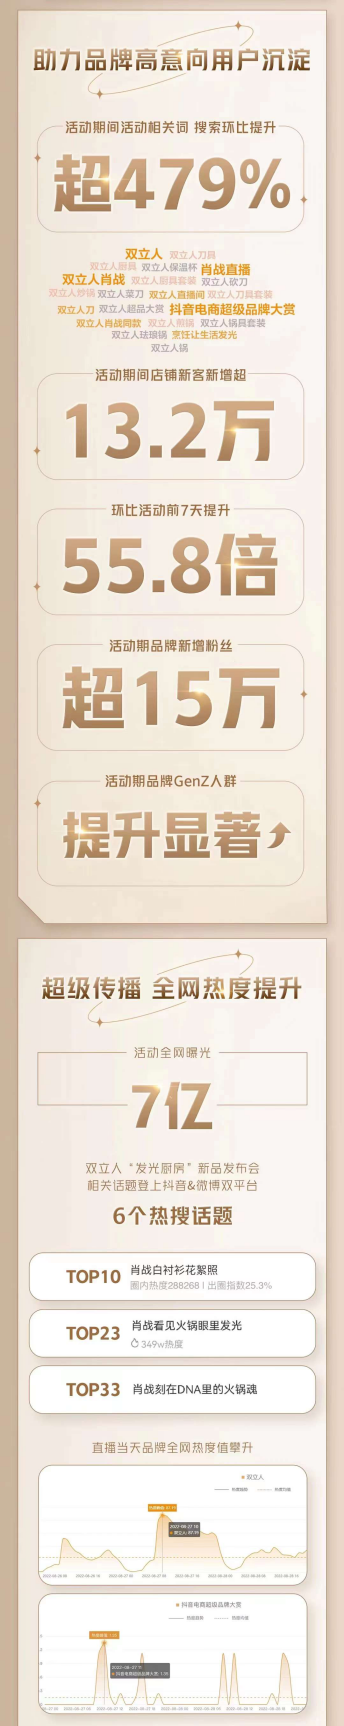 助力品牌高意向用户沉淀
活动期间活动相关词 搜索环比提升
超479%
双立人 双立人刀具
双立人厨具 双立人保温杯 肖战直播
双立人肖战 双立人厨具套装 双立人砍刀
双立人炒锅 双立人菜刀 双立人直播间 双立人刀具套装
双立人刀 双立人超品大赏 抖音电商超级品牌大赏
双立人肖战同款 双立人煎锅 双立人锅具套装
双立人珐琅锅 烹饪让生活发光
双立人锅
活动期间店铺新客新增超
13.2万
环比活动前7天提升
55.8倍
活动期品牌新增粉丝
超15万
活动期品牌GenZ人群
提升显著
超级传播 全网热度提升
活动全网曝光
7亿
双立人“发光厨房”新品发布会
相关话题登上抖音&微博双平台
6个热搜话题
TOP10 肖战白衬衫花絮照
圈内热度288268 | 出圈指数25.3%
TOP23 肖战看见火锅眼里发光
349w热度
TOP33 肖战刻在DNA里的火锅魂
直播当天品牌全网热度值攀升
双立人
抖音电商超级品牌大赏